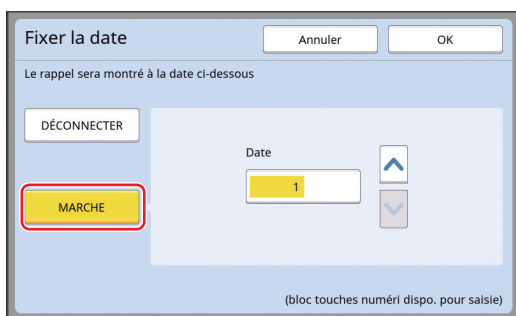 Fixer la date
Annuler
OK
Le rappel sera montré à la date ci-dessous
DÉCONNECTER
Date
1
MARCHE
(bloc touches numéri dispo. pour saisie)